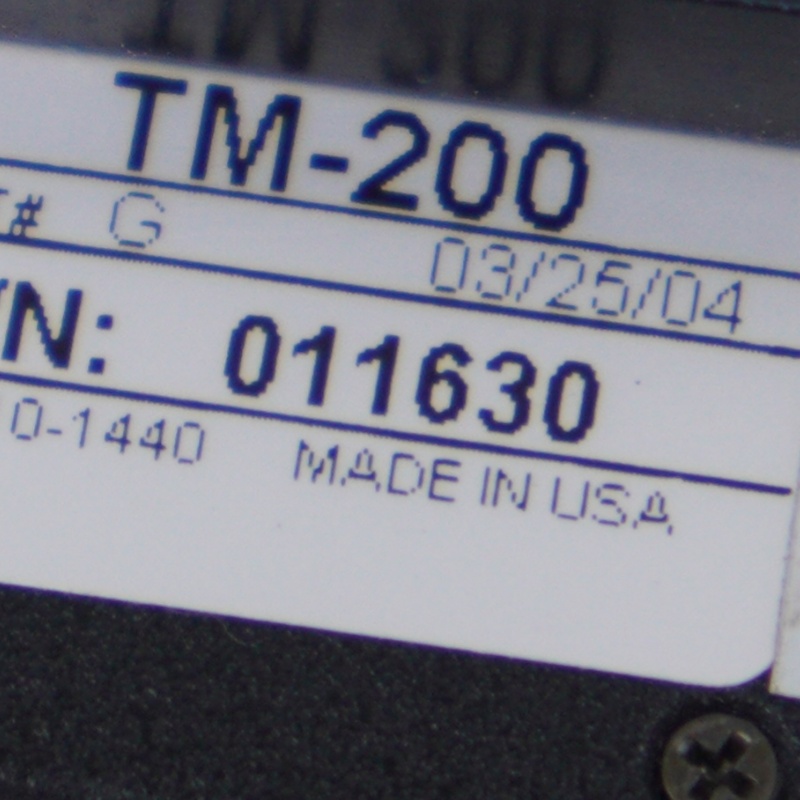 TM-200
# G 03/25/04
N: 011630
0-1440 MADE IN USA